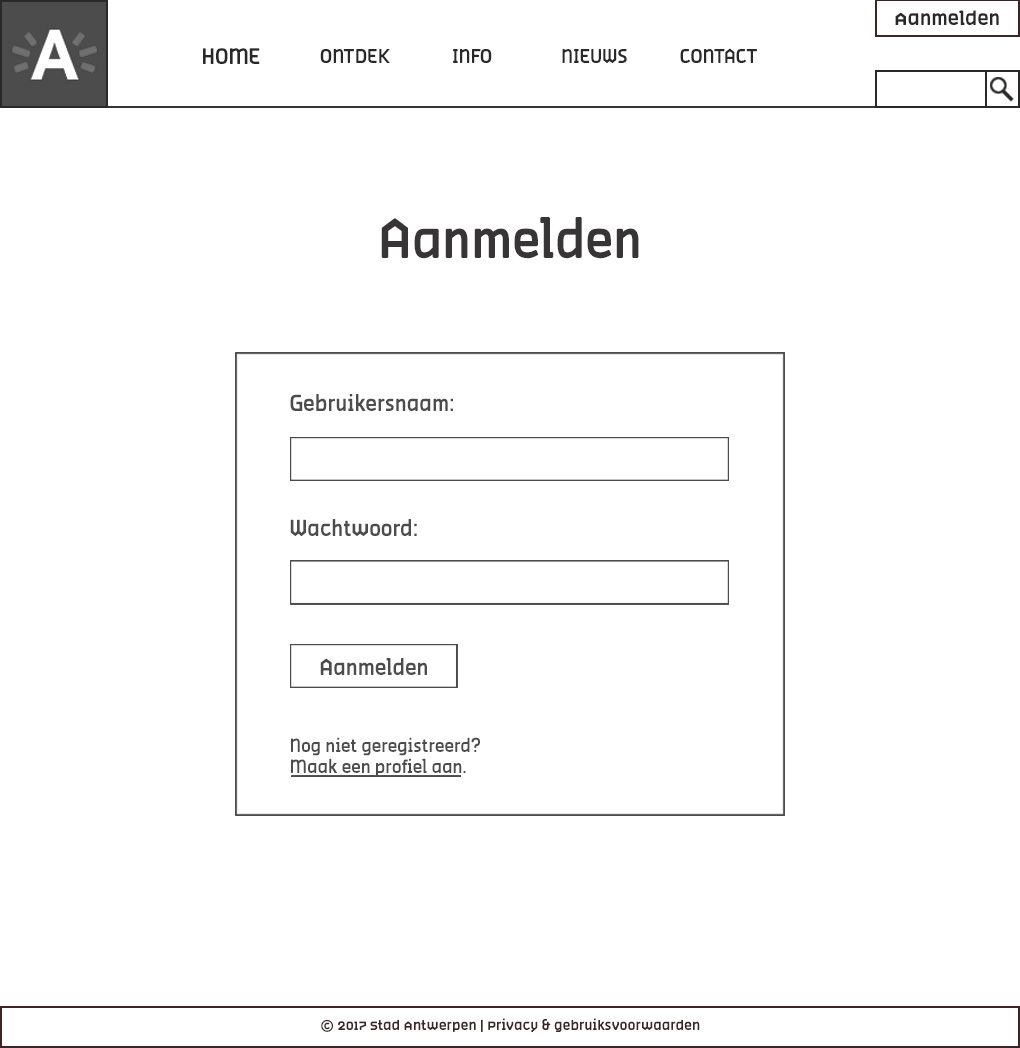 A
HOME ONTDEK INFO NIEUWS CONTACT
Aanmelden
Aanmelden
Gebruikersnaam:
Wachtwoord:
Aanmelden
Nog niet geregistreerd?
Maak een profiel aan.
© 2017 Stad Antwerpen | Privacy & gebruiksvoorwaarden